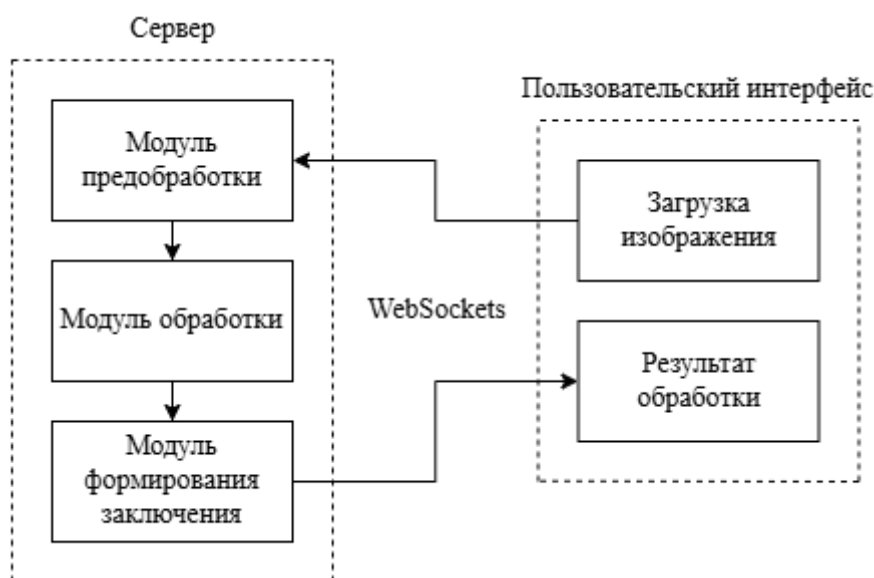 Сервер
Модуль
предобработки
Модуль обработки
Модуль
формирования
заключения
WebSockets
Пользовательский интерфейс
Загрузка
изображения
Результат
обработки